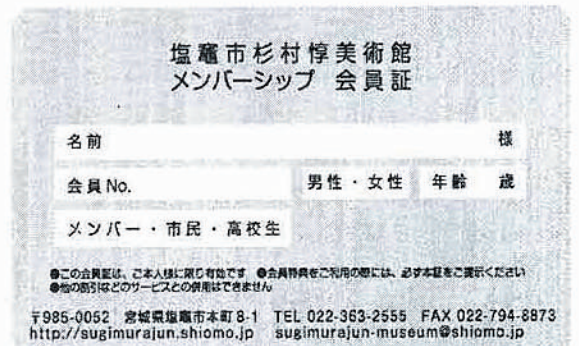 塩竈市杉村惇美術館
メンバーシップ 会員証
名前 様
会員No. 男性・女性 年齢 歳
メンバー・市民・高校生
●この会員証は、ご本人様に限り有効です ●会員特典をご利用の際には、必ず本証をご提示ください
●他の割引などのサービスとの併用はできません
〒985-0052 宮城県塩竈市本町8-1 TEL 022-363-2555 FAX 022-794-8873
http://sugimurajun.shiomo.jp sugimurajun-museum@shiomo.jp